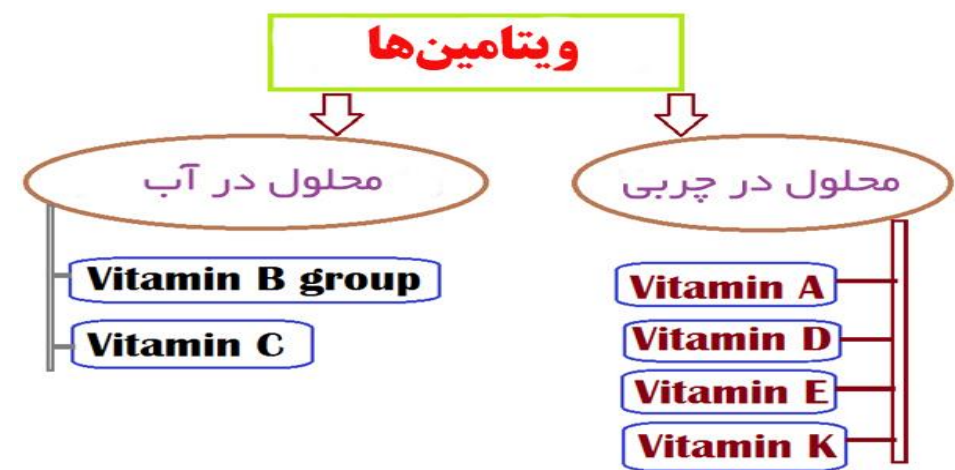 ویتامین‌ها
محلول در آب
Vitamin B group
Vitamin C
محلول در چربی
Vitamin A
Vitamin D
Vitamin E
Vitamin K